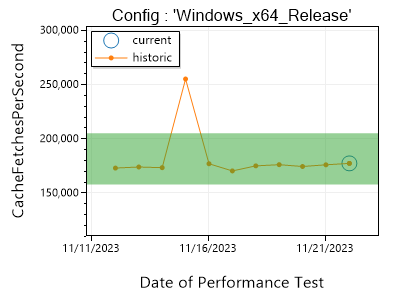 Config : 'Windows_x64_Release'
300,000
250,000
200,000
150,000
CacheFetchesPerSecond
current
historic
11/11/2023
11/16/2023
11/21/2023
Date of Performance Test